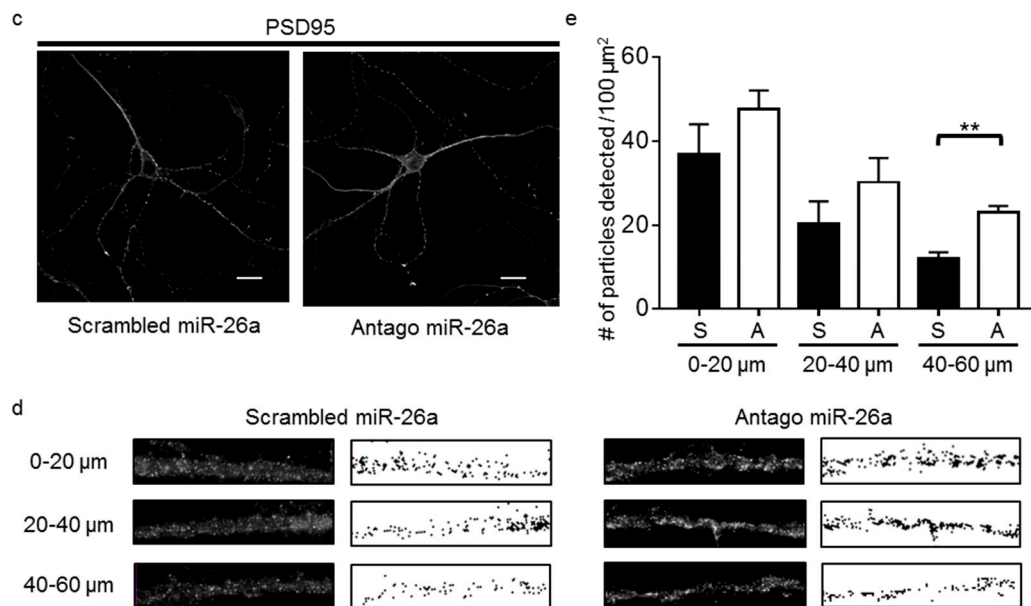 c
PSD95
Scrambled miR-26a
Antago miR-26a
e
# of particles detected /100 µm²
60
40
20
0
**
S A S A S A
0-20 µm 20-40 µm 40-60 µm
d
Scrambled miR-26a
Antago miR-26a
0-20 µm
20-40 µm
40-60 µm